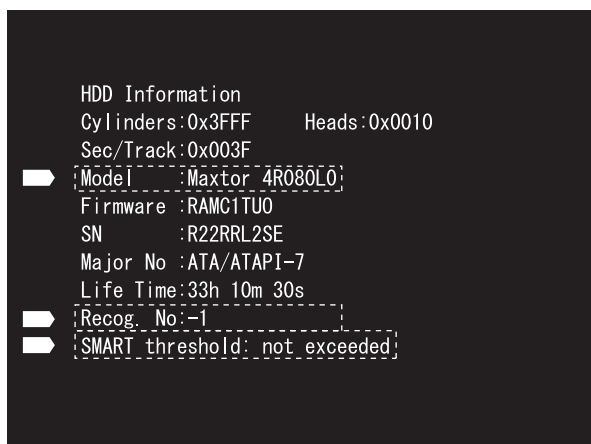 HDD Information
Cylinders:0x3FFF Heads:0x0010
Sec/Track:0x003F
Model :Maxtor 4R080L0
Firmware :RAMC1TU0
SN :R22RRL2SE
Major No :ATA/ATAPI-7
Life Time:33h 10m 30s
Recog. No:-1
SMART threshold: not exceeded